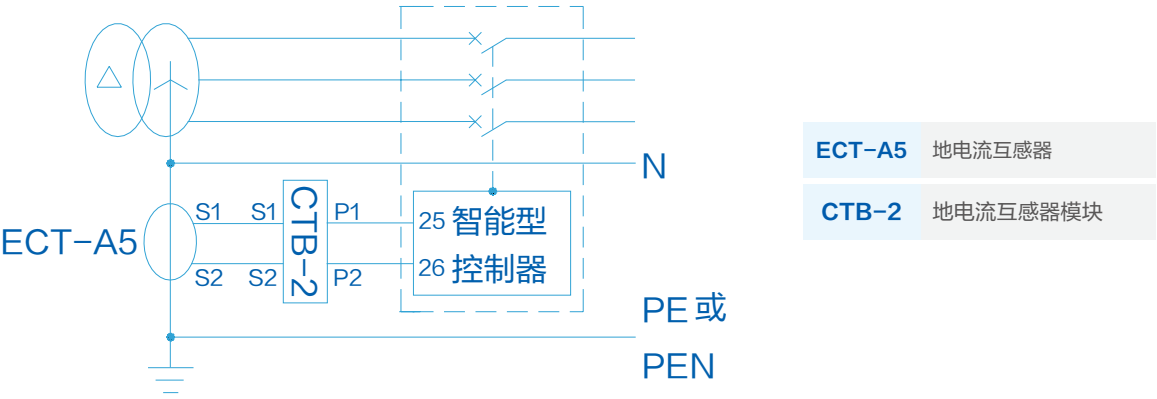 N
ECT-A5
S1
S1
CTB-2
P1
25 智能型
S2
S2
P2
26 控制器
PE或
PEN
ECT-A5 地电流互感器
CTB-2 地电流互感器模块